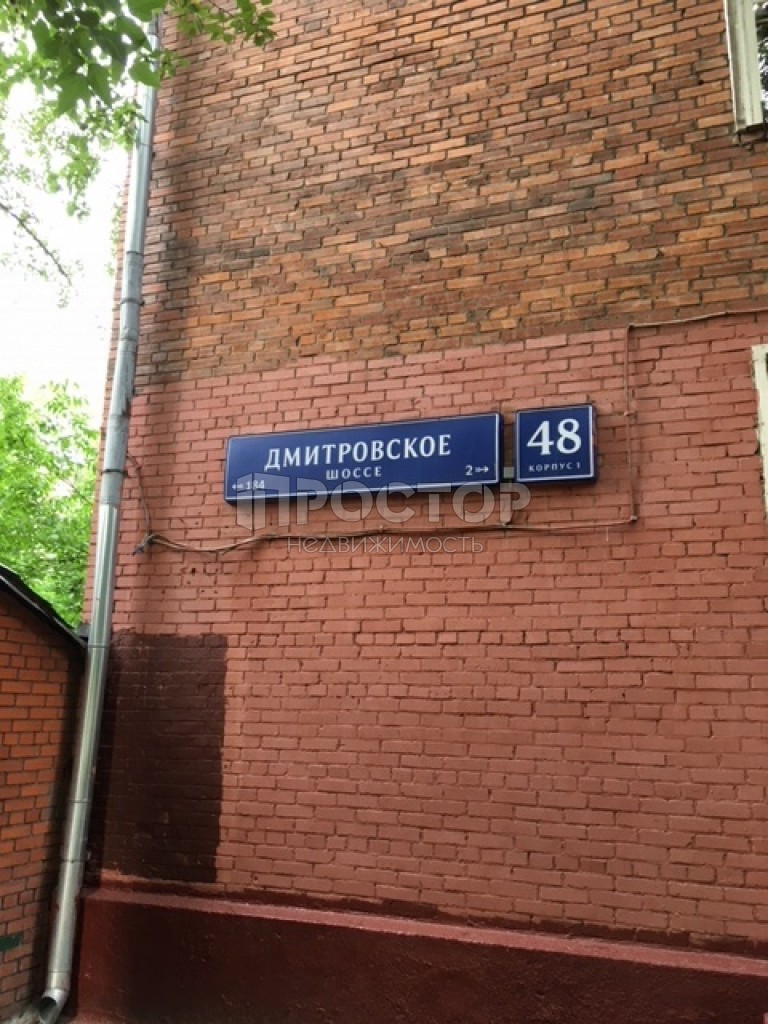 ДМИТРОВСКОЕ
ШОССЕ
←184
2→
48
КОРПУС 1
ПРОСТОР
НЕДВИЖИМОСТЬ